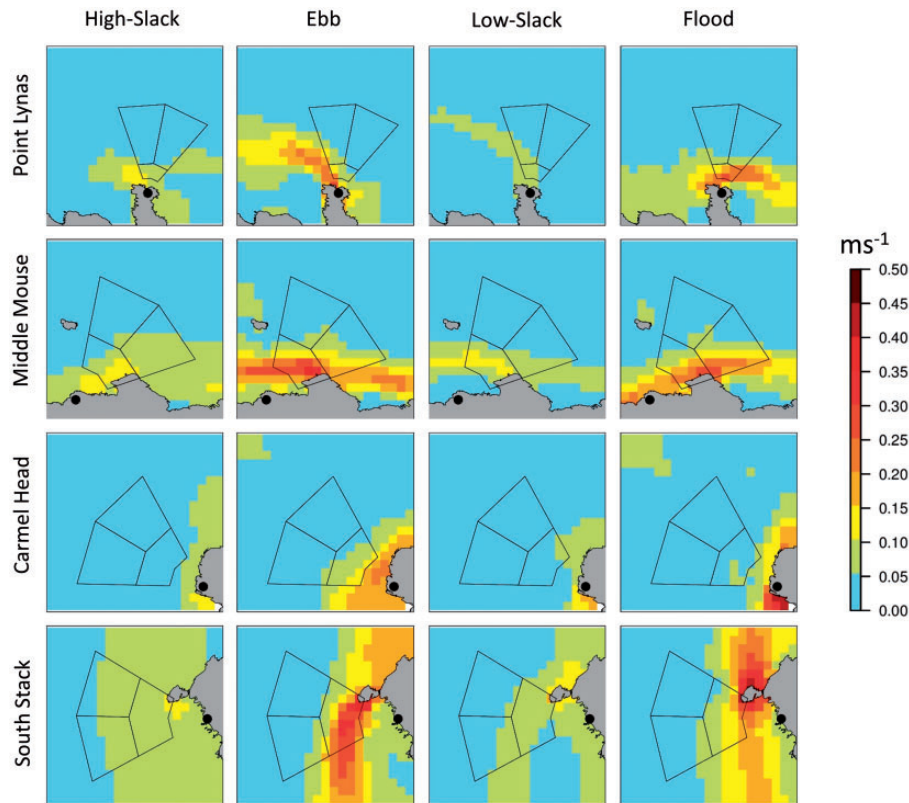 High-Slack Ebb Low-Slack Flood
Point Lynas
Middle Mouse
Carmel Head
South Stack
ms-1
0.50
0.45
0.40
0.35
0.30
0.25
0.20
0.15
0.10
0.05
0.00